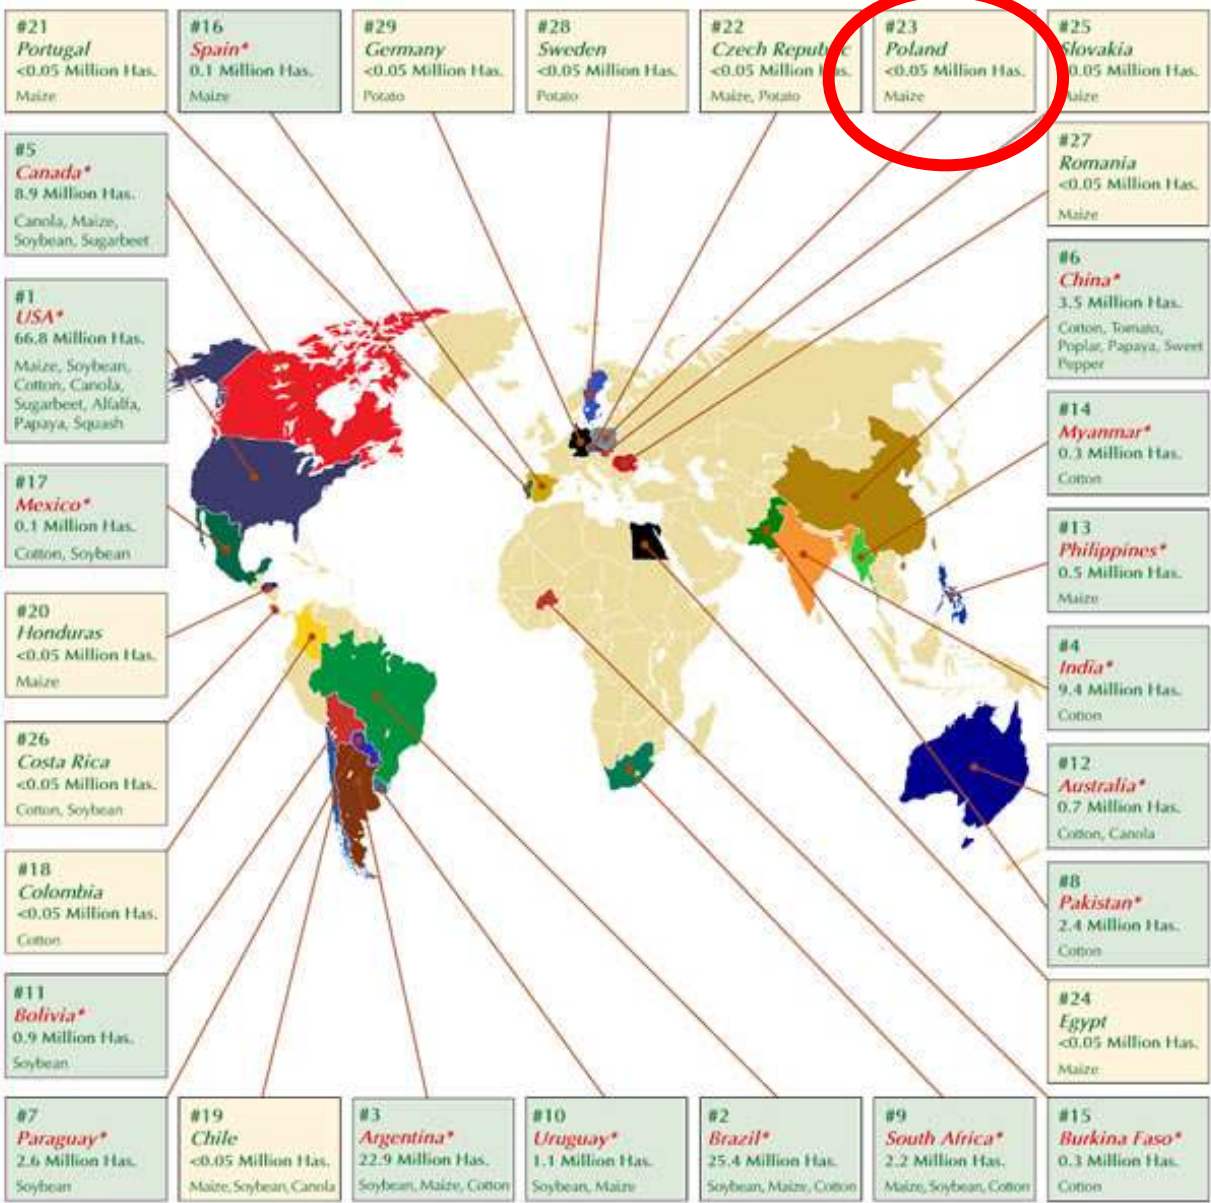 #21
Portugal
<0.05 Million Has.
Maize
#16
Spain*
0.1 Million Has.
Maize
#29
Germany
<0.05 Million Has.
Potato
#28
Sweden
<0.05 Million Has.
Potato
#22
Czech Republic
<0.05 Million Has.
Maize, Potato
#23
Poland
<0.05 Million Has.
Maize
#25
Slovakia
0.05 Million Has.
Maize
#5
Canada*
8.9 Million Has.
Canola, Maize,
Soybean, Sugarbeet
#27
Romania
<0.05 Million Has.
Maize
#1
USA*
66.8 Million Has.
Maize, Soybean,
Cotton, Canola,
Sugarbeet, Alfalfa,
Papaya, Squash
#6
China*
3.5 Million Has.
Cotton, Tomato,
Poplar, Papaya, Sweet
Pepper
#14
Myanmar*
0.3 Million Has.
Cotton
#17
Mexico*
0.1 Million Has.
Cotton, Soybean
#13
Philippines*
0.5 Million Has.
Maize
#20
Honduras
<0.05 Million Has.
Maize
#4
India*
9.4 Million Has.
Cotton
#26
Costa Rica
<0.05 Million Has.
Cotton, Soybean
#12
Australia*
0.7 Million Has.
Cotton, Canola
#18
Colombia
<0.05 Million Has.
Cotton
#8
Pakistan*
2.4 Million Has.
Cotton
#11
Bolivia*
0.9 Million Has.
Soybean
#24
Egypt
<0.05 Million Has.
Maize
#7
Paraguay*
2.6 Million Has.
Soybean
#19
Chile
<0.05 Million Has.
Maize, Soybean, Canola
#3
Argentina*
22.9 Million Has.
Soybean, Maize, Cotton
#10
Uruguay*
1.1 Million Has.
Soybean, Maize
#2
Brazil*
25.4 Million Has.
Soybean, Maize, Cotton
#9
South Africa*
2.2 Million Has.
Maize, Soybean, Cotton
#15
Burkina Faso*
0.3 Million Has.
Cotton